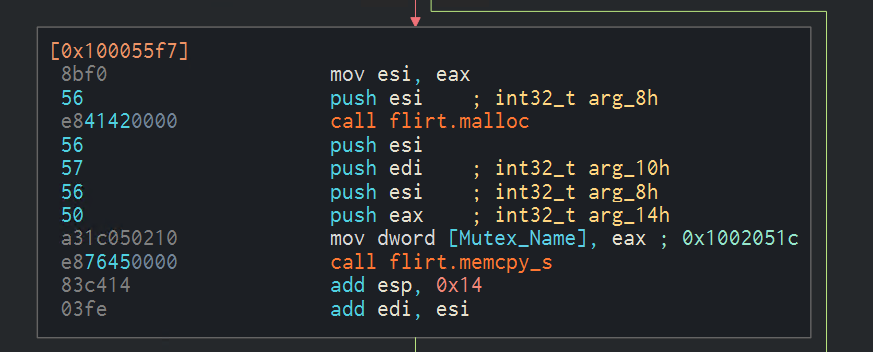 [0x100055f7]
8bf0 mov esi, eax
56 push esi ; int32_t arg_8h
e841420000 call flirt.malloc
56 push esi
57 push edi ; int32_t arg_10h
56 push esi ; int32_t arg_8h
50 push eax ; int32_t arg_14h
a31c050210 mov dword [Mutex_Name], eax ; 0x1002051c
e876450000 call flirt.memcpy_s
83c414 add esp, 0x14
03fe add edi, esi